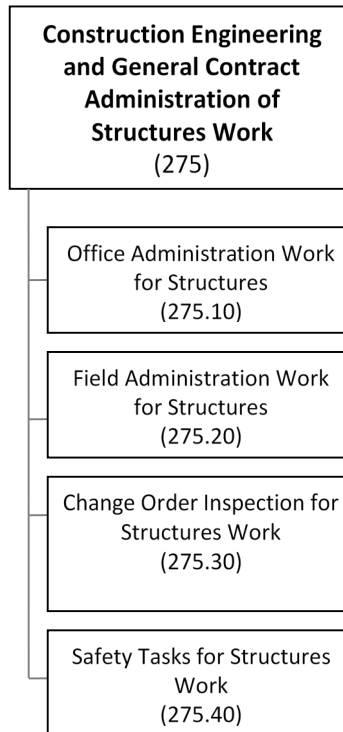 Construction Engineering
and General Contract
Administration of
Structures Work
(275)
Office Administration Work
for Structures
(275.10)
Field Administration Work
for Structures
(275.20)
Change Order Inspection for
Structures Work
(275.30)
Safety Tasks for Structures
Work
(275.40)